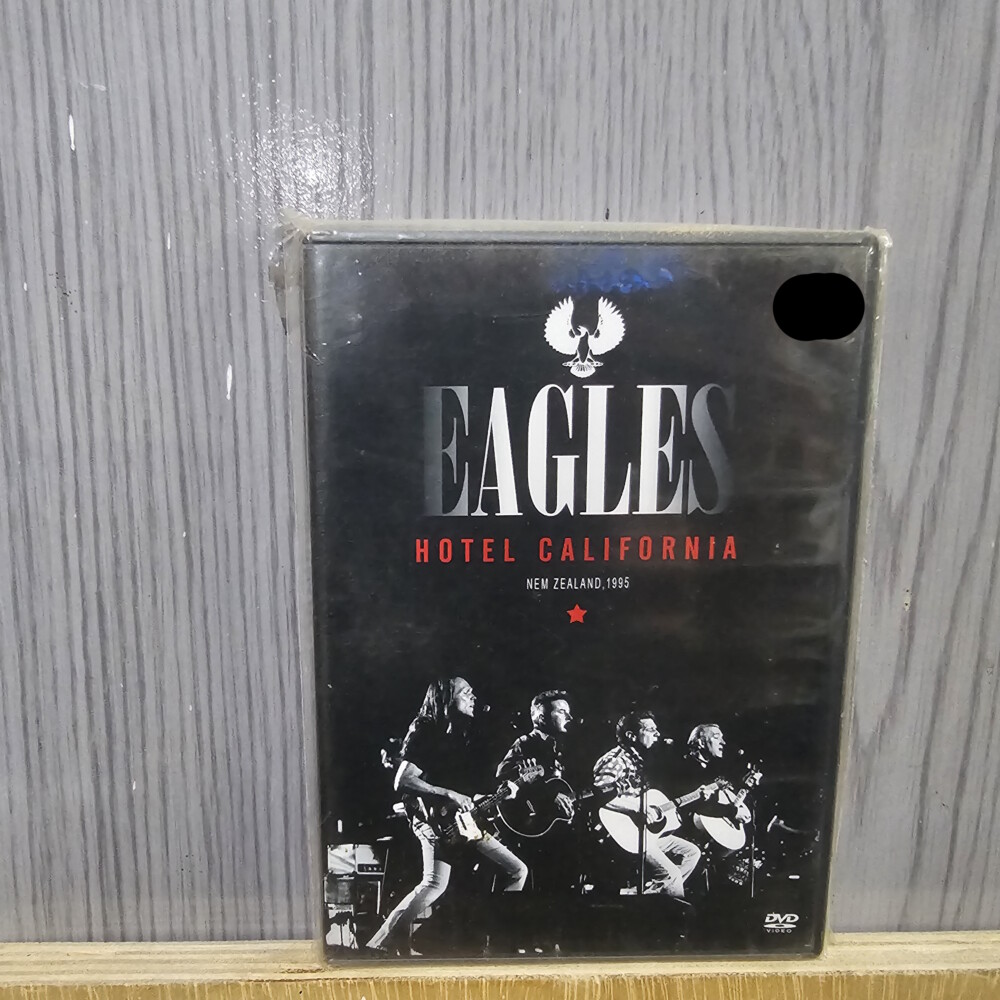 EAGLES
HOTEL CALIFORNIA
NEM ZEALAND, 1995
DVD
VIDEO